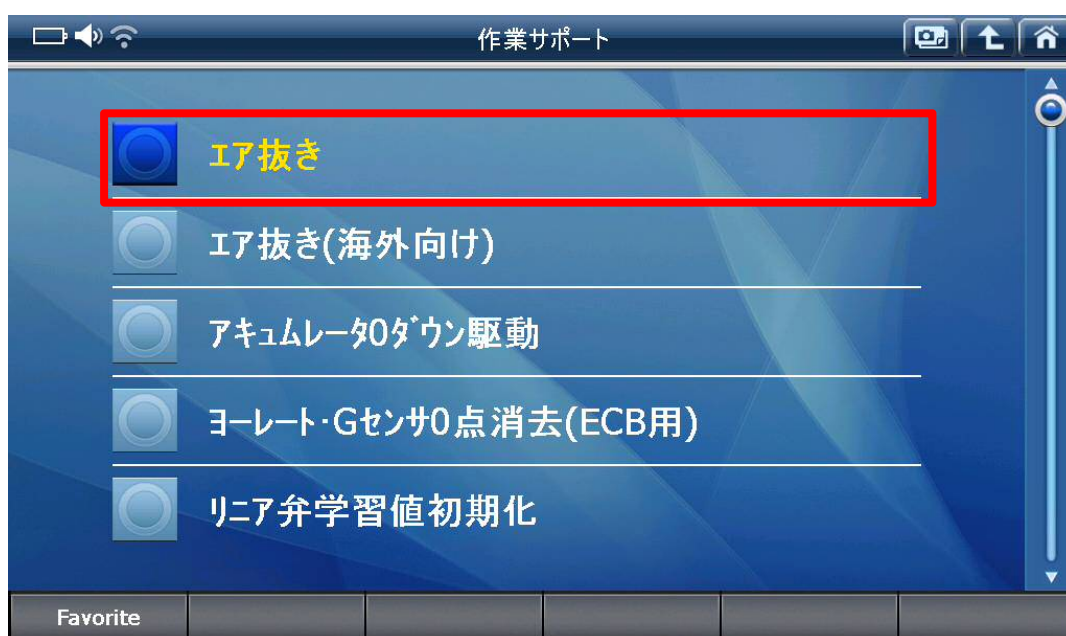 作業サポート
エア抜き
エア抜き(海外向け)
アキュムレータ0ダウン駆動
ヨーレート・Gセンサ0点消去(ECB用)
リニア弁学習値初期化
Favorite